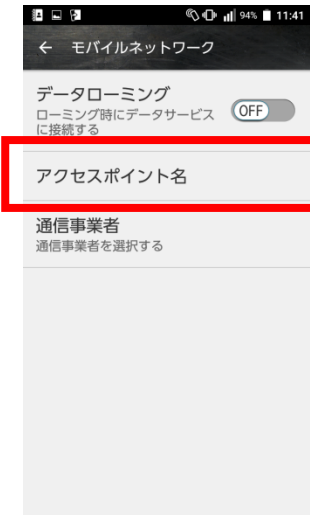 94% 11:41
← モバイルネットワーク
データローミング
ローミング時にデータサービス
に接続する
OFF
アクセスポイント名
通信事業者
通信事業者を選択する